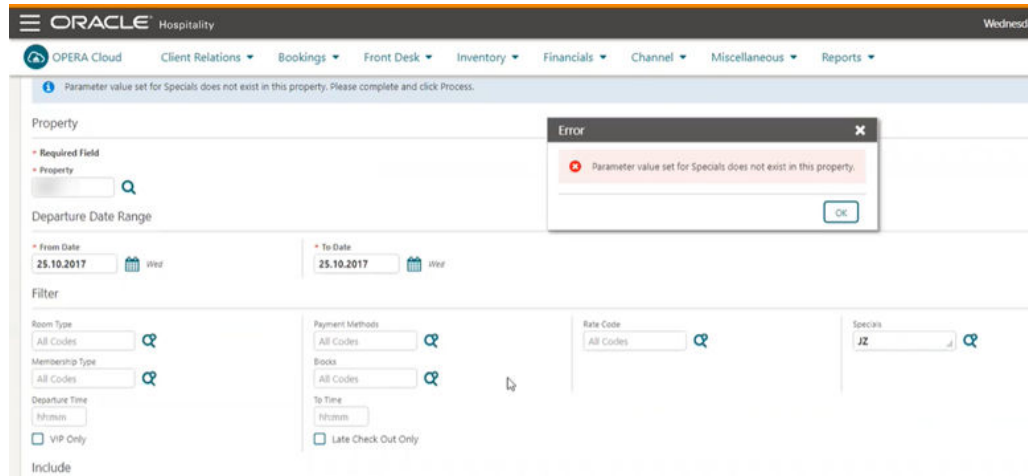 ORACLE Hospitality Wednesd
OPERA Cloud Client Relations Bookings Front Desk Inventory Financials Channel Miscellaneous Reports
Parameter value set for Specials does not exist in this property. Please complete and click Process.
Property
Error
* Required Field
* Property
Parameter value set for Specials does not exist in this property.
OK
Departure Date Range
* From Date * To Date
25.10.2017 Wed 25.10.2017 Wed
Filter
Room Type Payment Methods Rate Code Specials
All Codes All Codes All Codes JZ
Membership Type Blocks
All Codes All Codes
Departure Time To Time
hh:mm hh:mm
VIP Only Late Check Out Only
Include